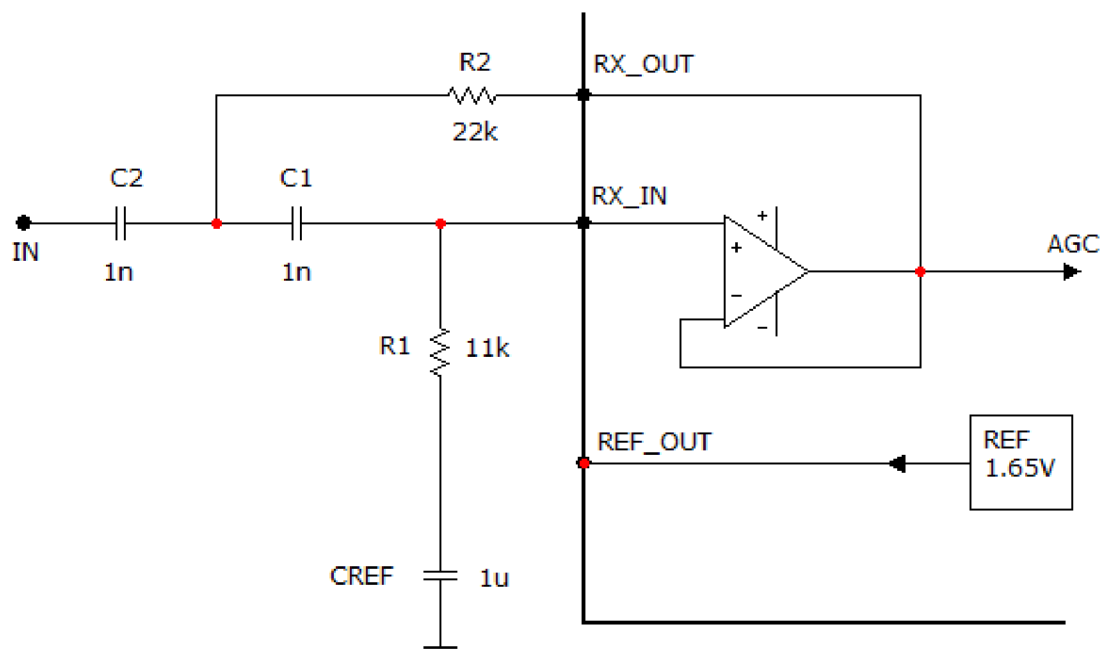 R2
RX_OUT
22k
C2
C1
RX_IN
IN
1n
1n
+
+
−
−
AGC
R1
11k
REF_OUT
REF
1.65V
CREF
1u